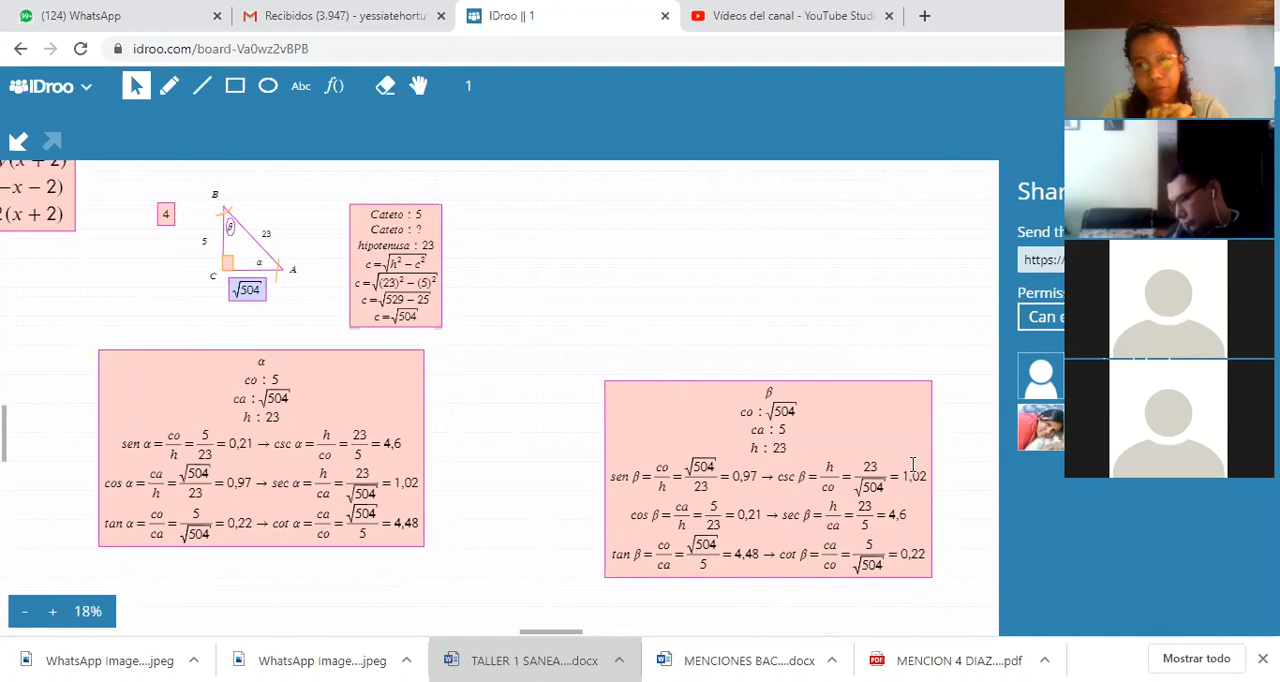 (124) WhatsApp
Recibidos (3.947) - yessiatehortu
IDroo || 1
Vídeos del canal - YouTube Studi
idroo.com/board-Va0wz2vBPB
IDroo
Abc
f()
1
(x + 2)
-x - 2)
2(x + 2)
4
B
β
5
23
α
C
A
√504
Cateto : 5
Cateto : ?
hipotenusa : 23
c = √h² - c²
c = √(23)² - (5)²
c = √529 - 25
c = √504
α
co : 5
ca : √504
h : 23
sen α = co/h = 5/23 = 0,21 → csc α = h/co = 23/5 = 4,6
cos α = ca/h = √504/23 = 0,97 → sec α = h/ca = 23/√504 = 1,02
tan α = co/ca = 5/√504 = 0,22 → cot α = ca/co = √504/5 = 4,48
β
co : √504
ca : 5
h : 23
sen β = co/h = √504/23 = 0,97 → csc β = h/co = 23/√504 = 1,02
cos β = ca/h = 5/23 = 0,21 → sec β = h/ca = 23/5 = 4,6
tan β = co/ca = √504/5 = 4,48 → cot β = ca/co = 5/√504 = 0,22
Shar
Send th
https:/
Permis
Can e
- + 18%
WhatsApp Image....jpeg
WhatsApp Image....jpeg
TALLER 1 SANEA....docx
MENCIONES BAC....docx
MENCION 4 DIAZ....pdf
Mostrar todo